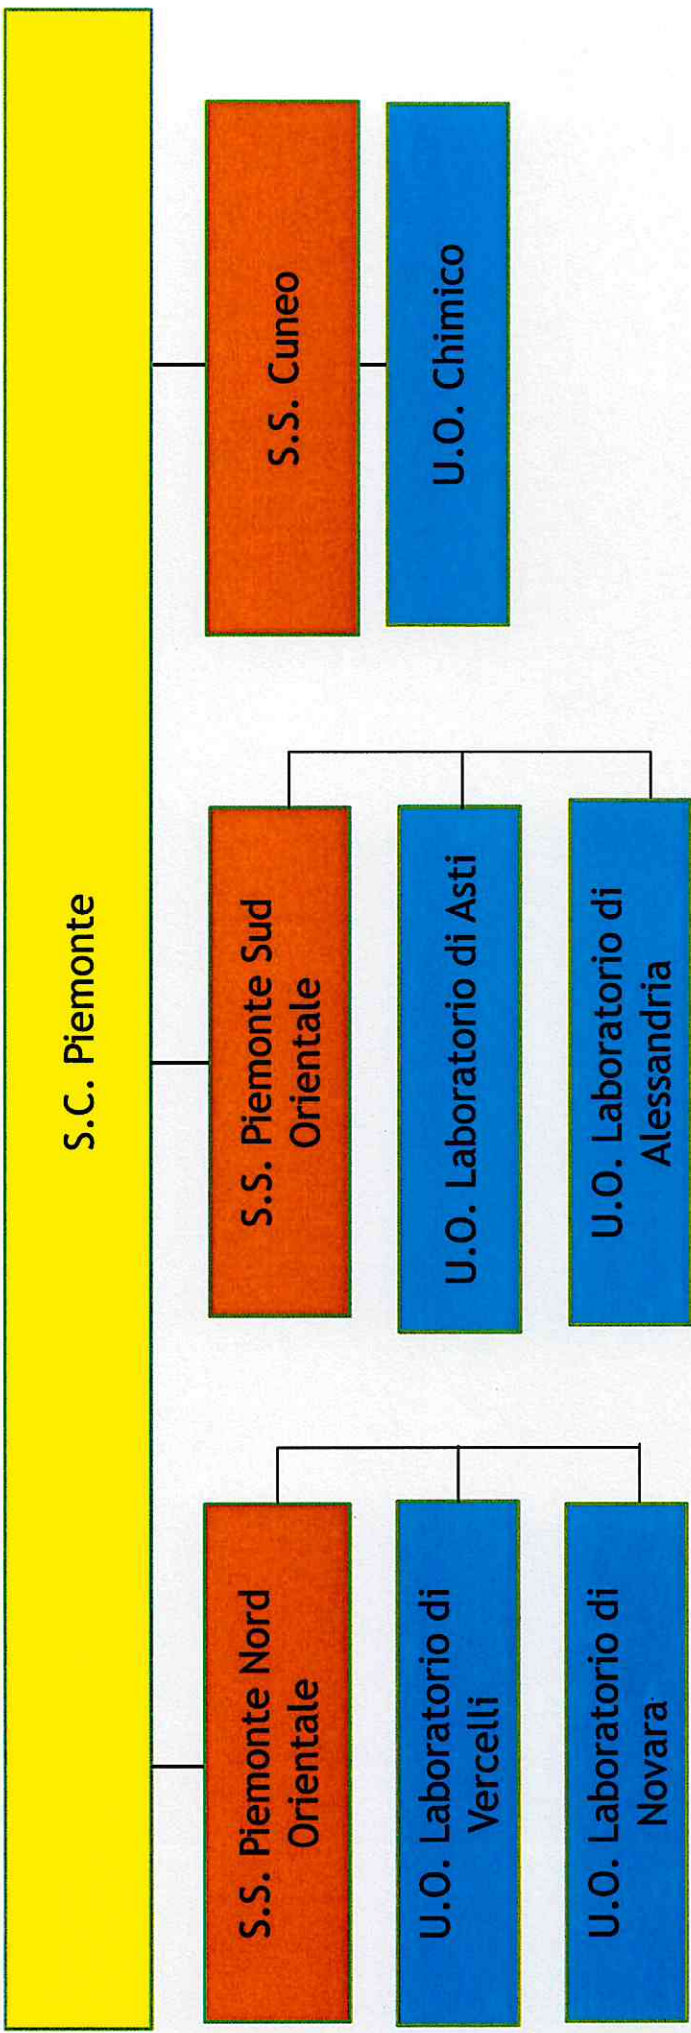 S.C. Piemonte
S.S. Piemonte Nord
Orientale
U.O. Laboratorio di
Vercelli
U.O. Laboratorio di
Novara
S.S. Piemonte Sud
Orientale
U.O. Laboratorio di Asti
U.O. Laboratorio di
Alessandria
S.S. Cuneo
U.O. Chimico